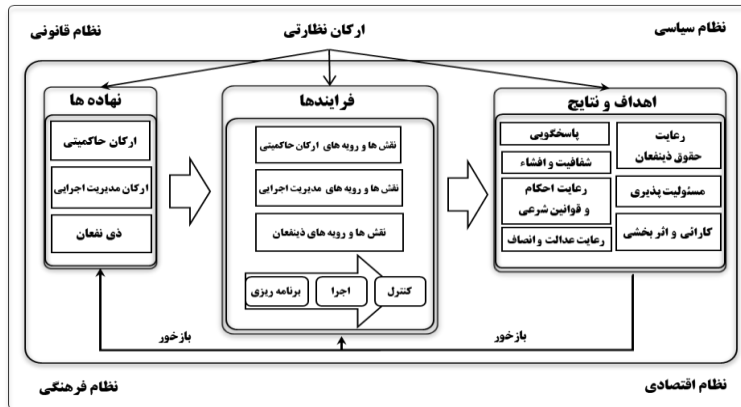 نظام سیاسی
ارکان نظارتی
نظام قانونی
اهداف و نتایج
رعایت
حقوق ذینفعان
مسئولیت پذیری
کارائی و اثر بخشی
پاسخگویی
شفافیت و افشاء
رعایت احکام
و قوانین شرعی
رعایت عدالت و انصاف
فرایندها
نقش ها و رویه های ارکان حاکمیتی
نقش ها و رویه های مدیریت اجرایی
نقش ها و رویه های ذینفعان
برنامه ریزی
اجرا
کنترل
نهاده ها
ارکان حاکمیتی
ارکان مدیریت اجرایی
ذی نفعان
بازخور
بازخور
نظام اقتصادی
نظام فرهنگی